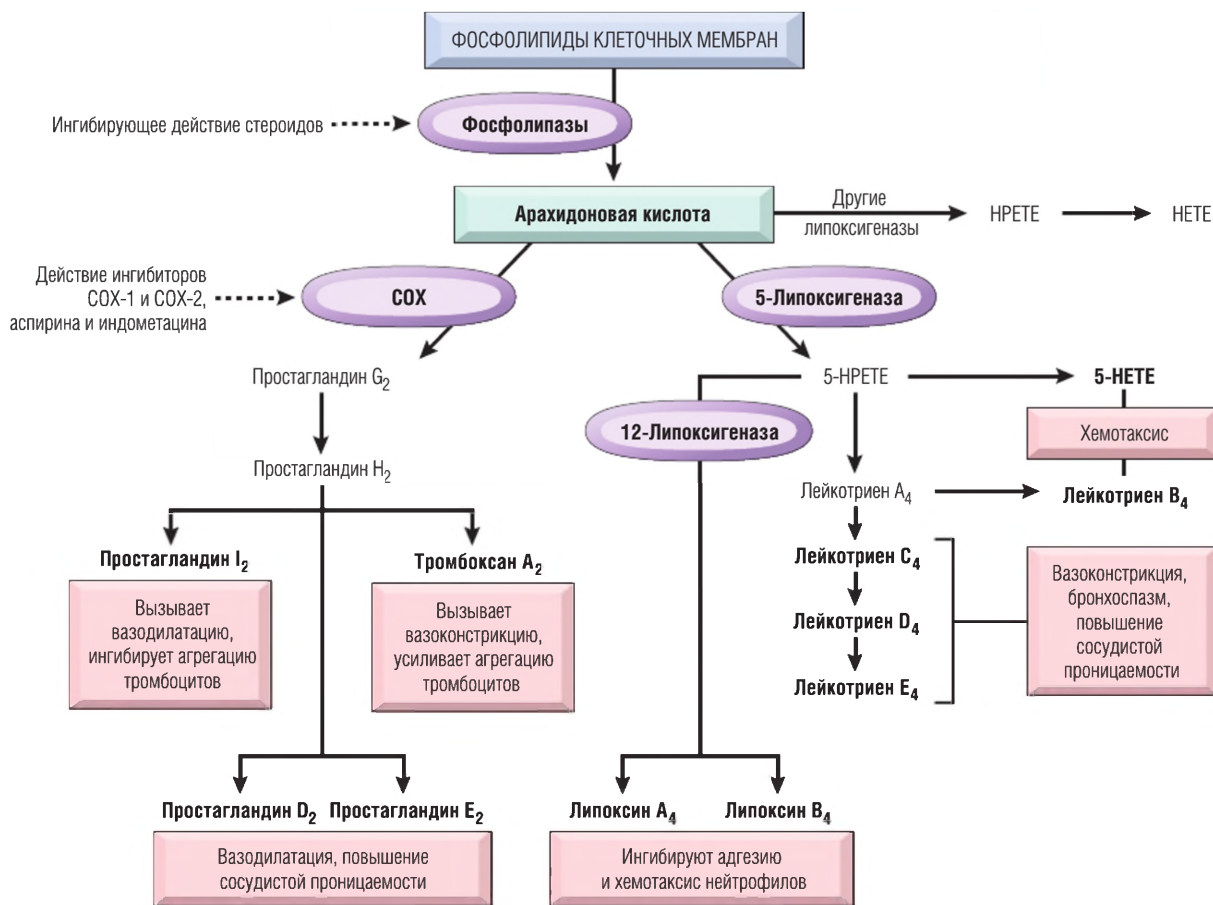 ФОСФОЛИПИДЫ КЛЕТОЧНЫХ МЕМБРАН
Ингибирующее действие стероидов
Фосфолипазы
Арахидоновая кислота
Другие
липоксигеназы
HPETE
HETE
Действие ингибиторов
COX-1 и COX-2,
аспирина и индометацина
COX
5-Липоксигеназа
Простагландин G₂
5-HPETE
5-HETE
12-Липоксигеназа
Хемотаксис
Простагландин H₂
Лейкотриен A₄
Лейкотриен B₄
Простагландин I₂
Вызывает
вазодилатацию,
ингибирует агрегацию
тромбоцитов
Тромбоксан A₂
Вызывает
вазоконстрикцию,
усиливает агрегацию
тромбоцитов
Лейкотриен C₄
Лейкотриен D₄
Лейкотриен E₄
Вазоконстрикция,
бронхоспазм,
повышение
сосудистой
проницаемости
Простагландин D₂
Простагландин E₂
Вазодилатация, повышение
сосудистой проницаемости
Липоксин A₄
Липоксин B₄
Ингибируют адгезию
и хемотаксис нейтрофилов